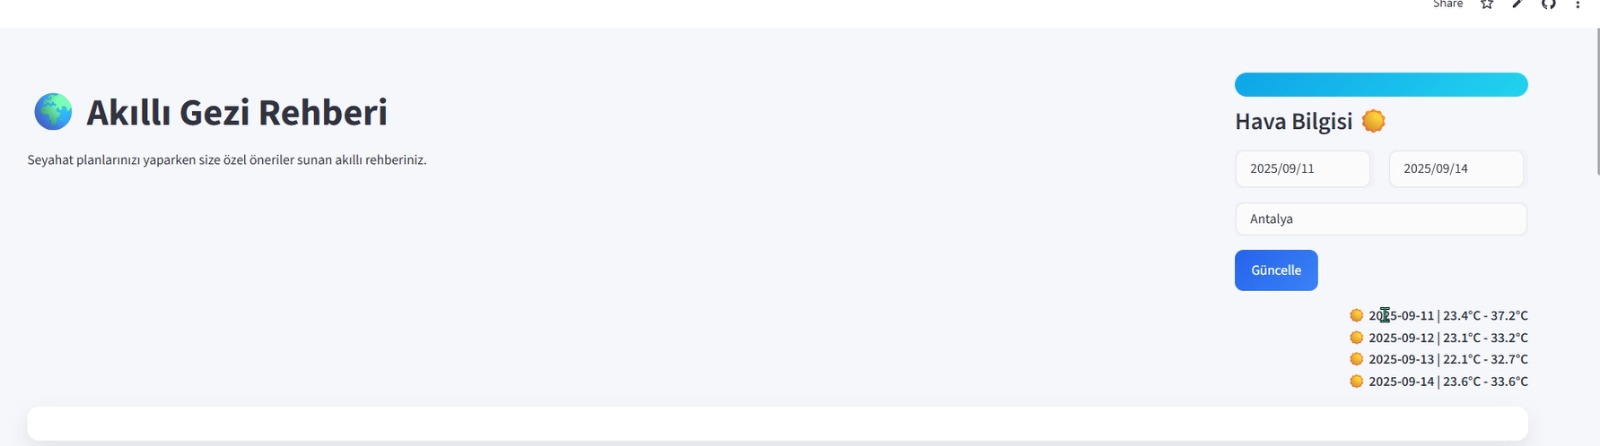 Share
Akıllı Gezi Rehberi
Seyahat planlarınızı yaparken size özel öneriler sunan akıllı rehberiniz.
Hava Bilgisi
2025/09/11 2025/09/14
Antalya
Güncelle
2025-09-11 | 23.4°C - 37.2°C
2025-09-12 | 23.1°C - 33.2°C
2025-09-13 | 22.1°C - 32.7°C
2025-09-14 | 23.6°C - 33.6°C